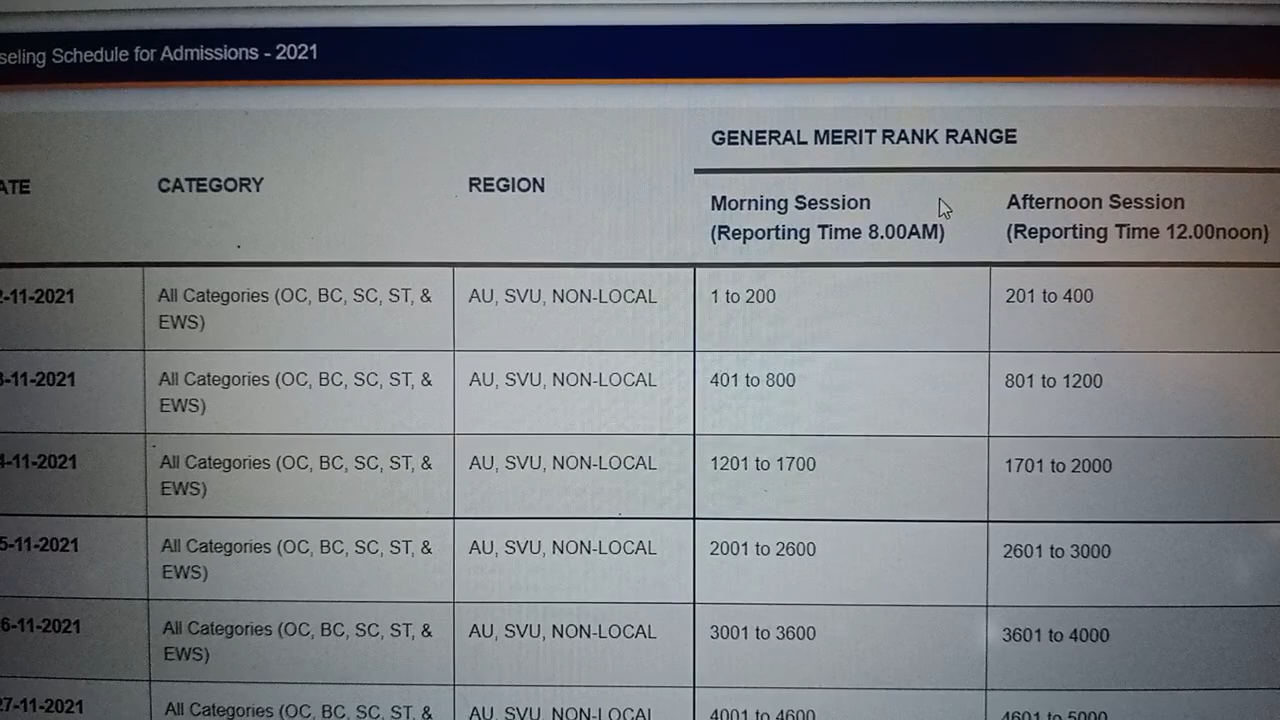 seling Schedule for Admissions - 2021
GENERAL MERIT RANK RANGE
ATE CATEGORY REGION
Morning Session Afternoon Session
(Reporting Time 8.00AM) (Reporting Time 12.00noon)
2-11-2021 All Categories (OC, BC, SC, ST, & AU, SVU, NON-LOCAL 1 to 200 201 to 400
EWS)
3-11-2021 All Categories (OC, BC, SC, ST, & AU, SVU, NON-LOCAL 401 to 800 801 to 1200
EWS)
4-11-2021 All Categories (OC, BC, SC, ST, & AU, SVU, NON-LOCAL 1201 to 1700 1701 to 2000
EWS)
5-11-2021 All Categories (OC, BC, SC, ST, & AU, SVU, NON-LOCAL 2001 to 2600 2601 to 3000
EWS)
6-11-2021 All Categories (OC, BC, SC, ST, & AU, SVU, NON-LOCAL 3001 to 3600 3601 to 4000
EWS)
27-11-2021 All Categories (OC, BC, SC, ST, & AU, SVU, NON-LOCAL 4001 to 4600 4601 to 5000